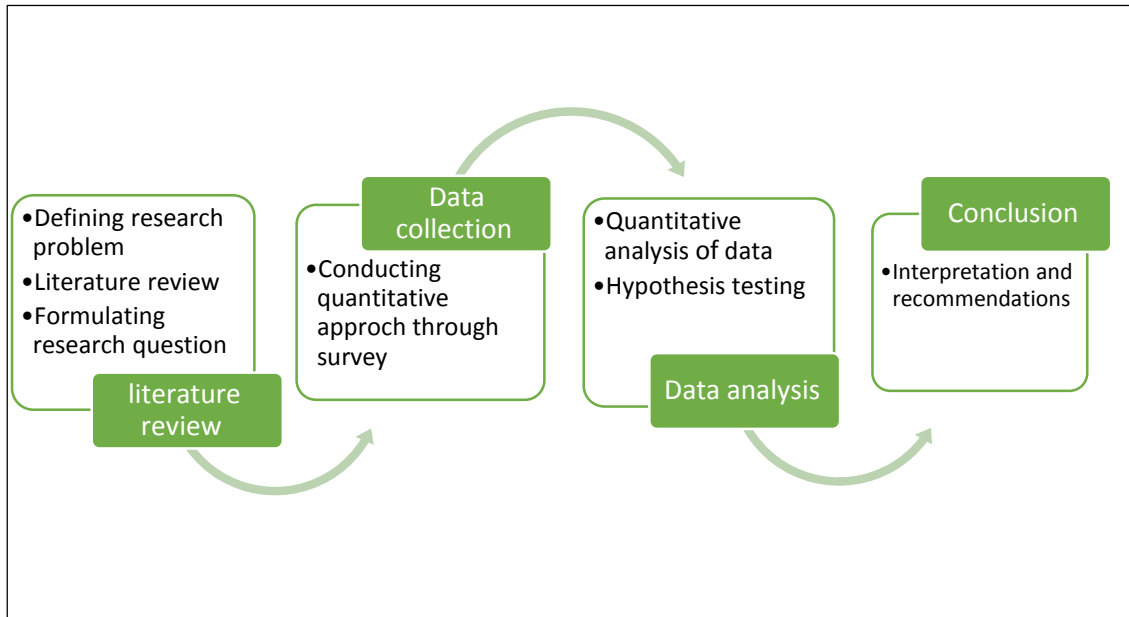 •Defining research
problem
•Literature review
•Formulating
research question
literature
review
Data
collection
•Conducting
quantitative
approch through
survey
•Quantitative
analysis of data
•Hypothesis testing
Data analysis
Conclusion
•Interpretation and
recommendations